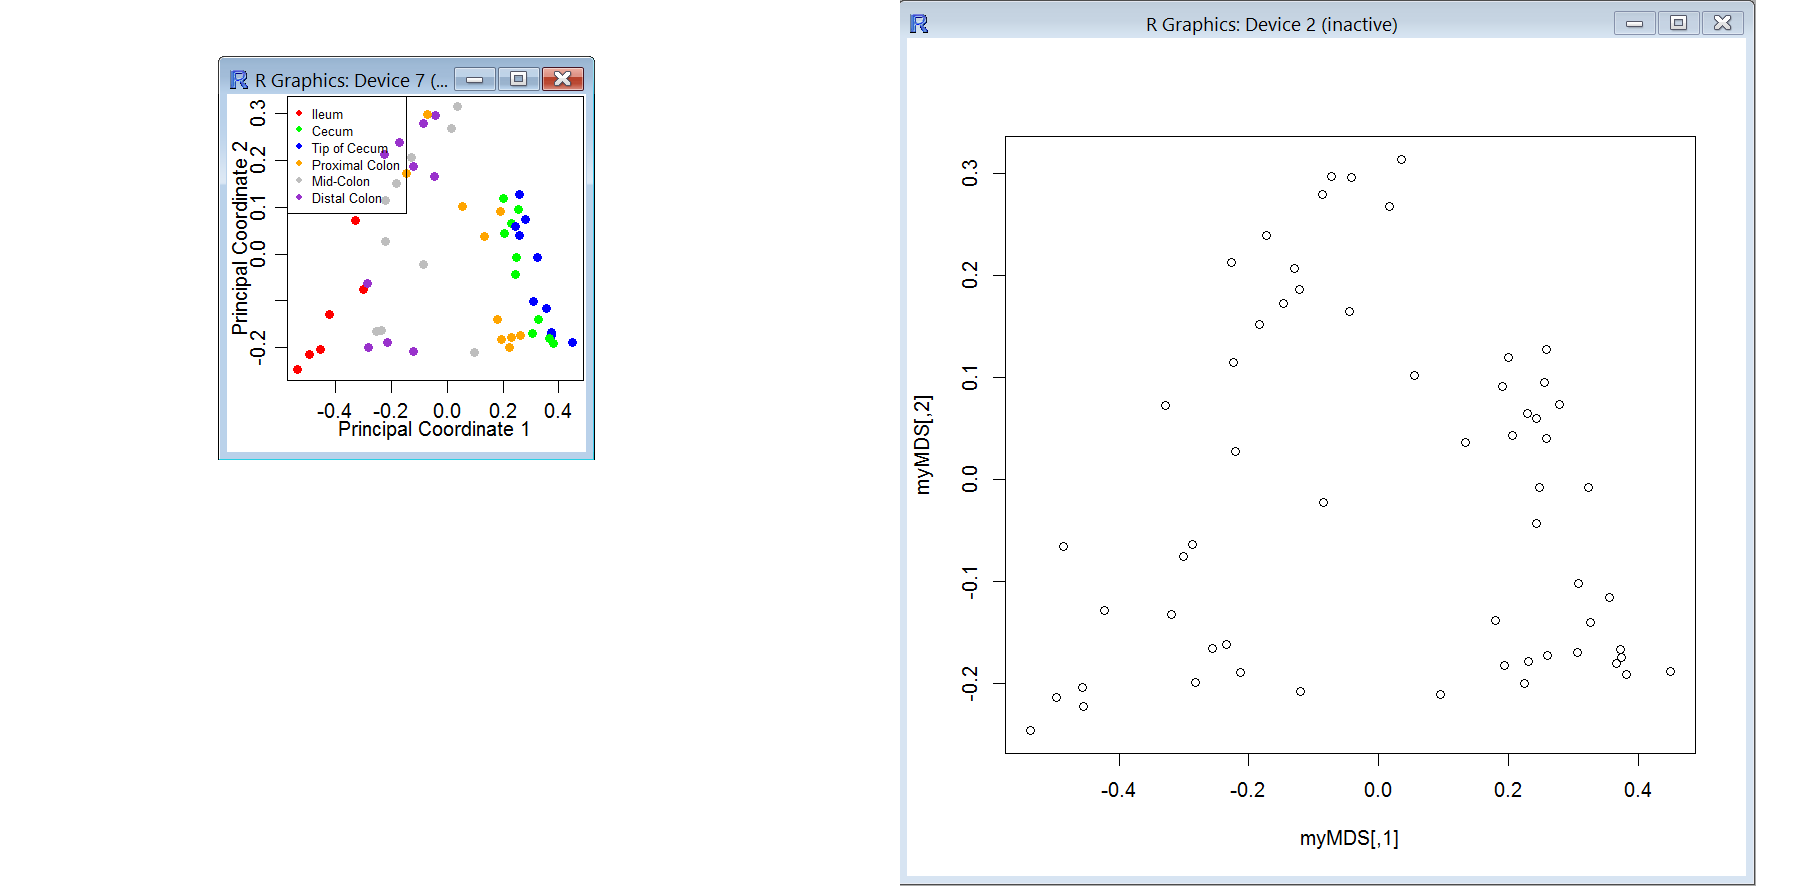 R Graphics: Device 7 (...
Ileum
Cecum
Tip of Cecum
Proximal Colon
Mid-Colon
Distal Colon
0.3
0.2
0.1
0.0
-0.2
Principal Coordinate 2
-0.4 -0.2 0.0 0.2 0.4
Principal Coordinate 1
R Graphics: Device 2 (inactive)
0.3
0.2
0.1
0.0
-0.1
-0.2
myMDS[,2]
-0.4 -0.2 0.0 0.2 0.4
myMDS[,1]